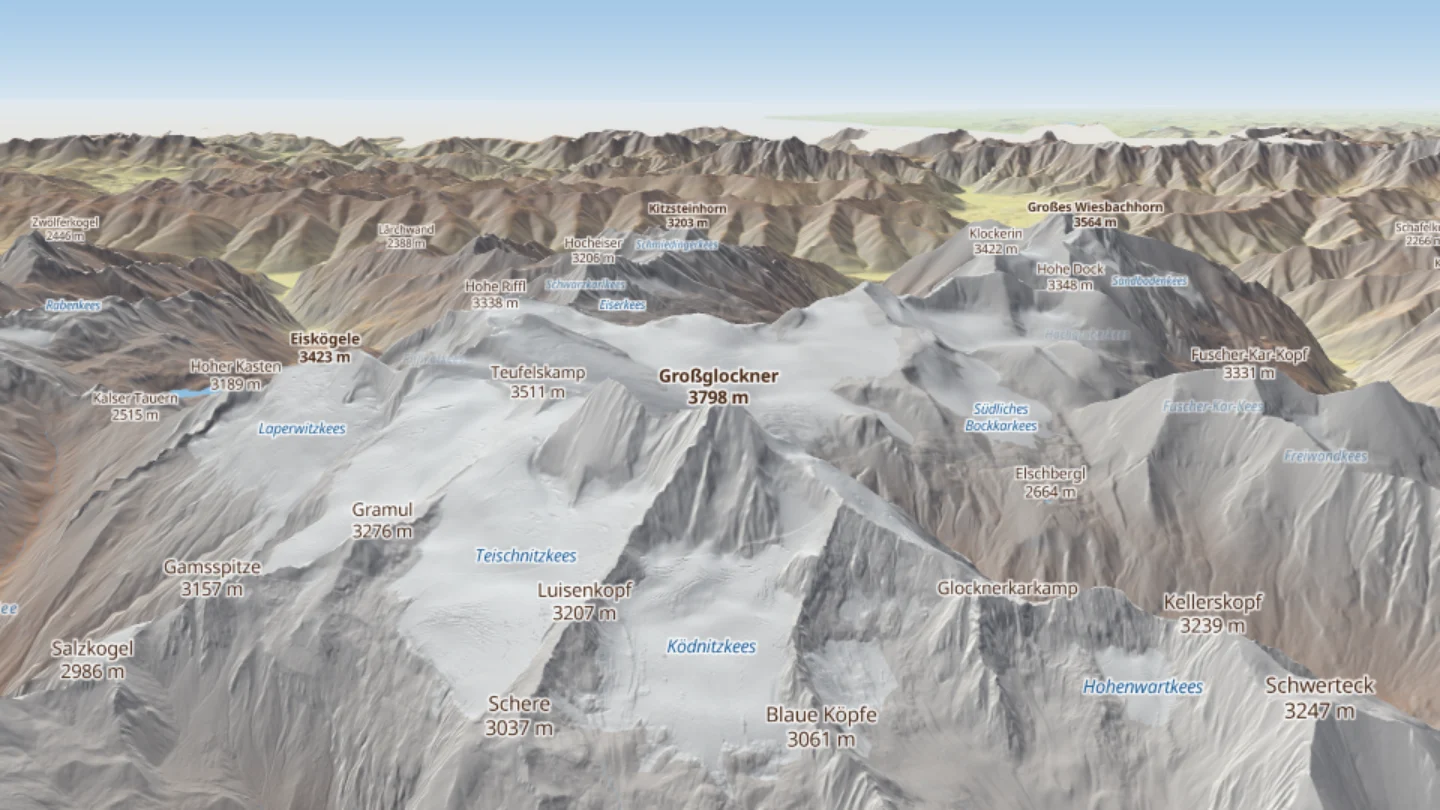 Großes Wiesbachhorn
3564 m
Kitzsteinhorn
3203 m
Zwölferkogel
2446 m
Lärchwand
2388 m
Klockerin
3422 m
Schafelk
2266 m
K
Hocheiser
3206 m
Schmiedingerkees
Hohe Dock
3348 m
Sandbodenkees
Hohe Riffl
3338 m
Schwarzkarlkees
Eiserkees
Rabenkees
Eiskögele
3423 m
Fuscher-Kar-Kopf
3331 m
Hoher Kasten
3189 m
Teufelskamp
3511 m
Großglockner
3798 m
Kalser Tauern
2515 m
Südliches
Bockkarkees
Fuscher-Kar-Kees
Laperwitzkees
Freiwandkees
Elschbergl
2664 m
Gramul
3276 m
Teischnitzkees
Gamsspitze
3157 m
Luisenkopf
3207 m
Glocknerkarkamp
Kellerskopf
3239 m
ee
Salzkogel
2986 m
Ködnitzkees
Hohenwartkees
Schwerteck
3247 m
Schere
3037 m
Blaue Köpfe
3061 m